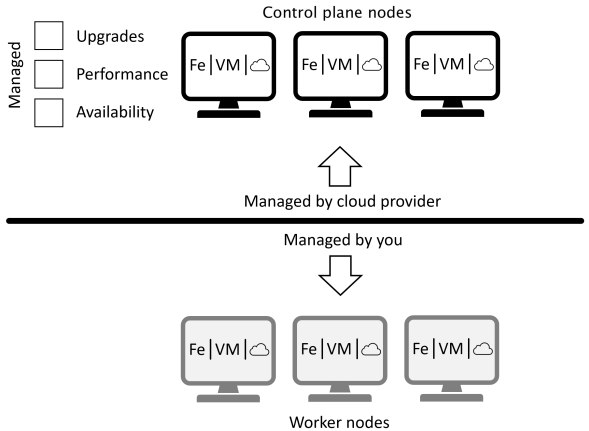 Control plane nodes
Managed
Upgrades
Performance
Availability
Fe|VM|
Fe|VM|
Fe|VM|
Managed by cloud provider
Managed by you
Fe|VM|
Fe|VM|
Fe|VM|
Worker nodes